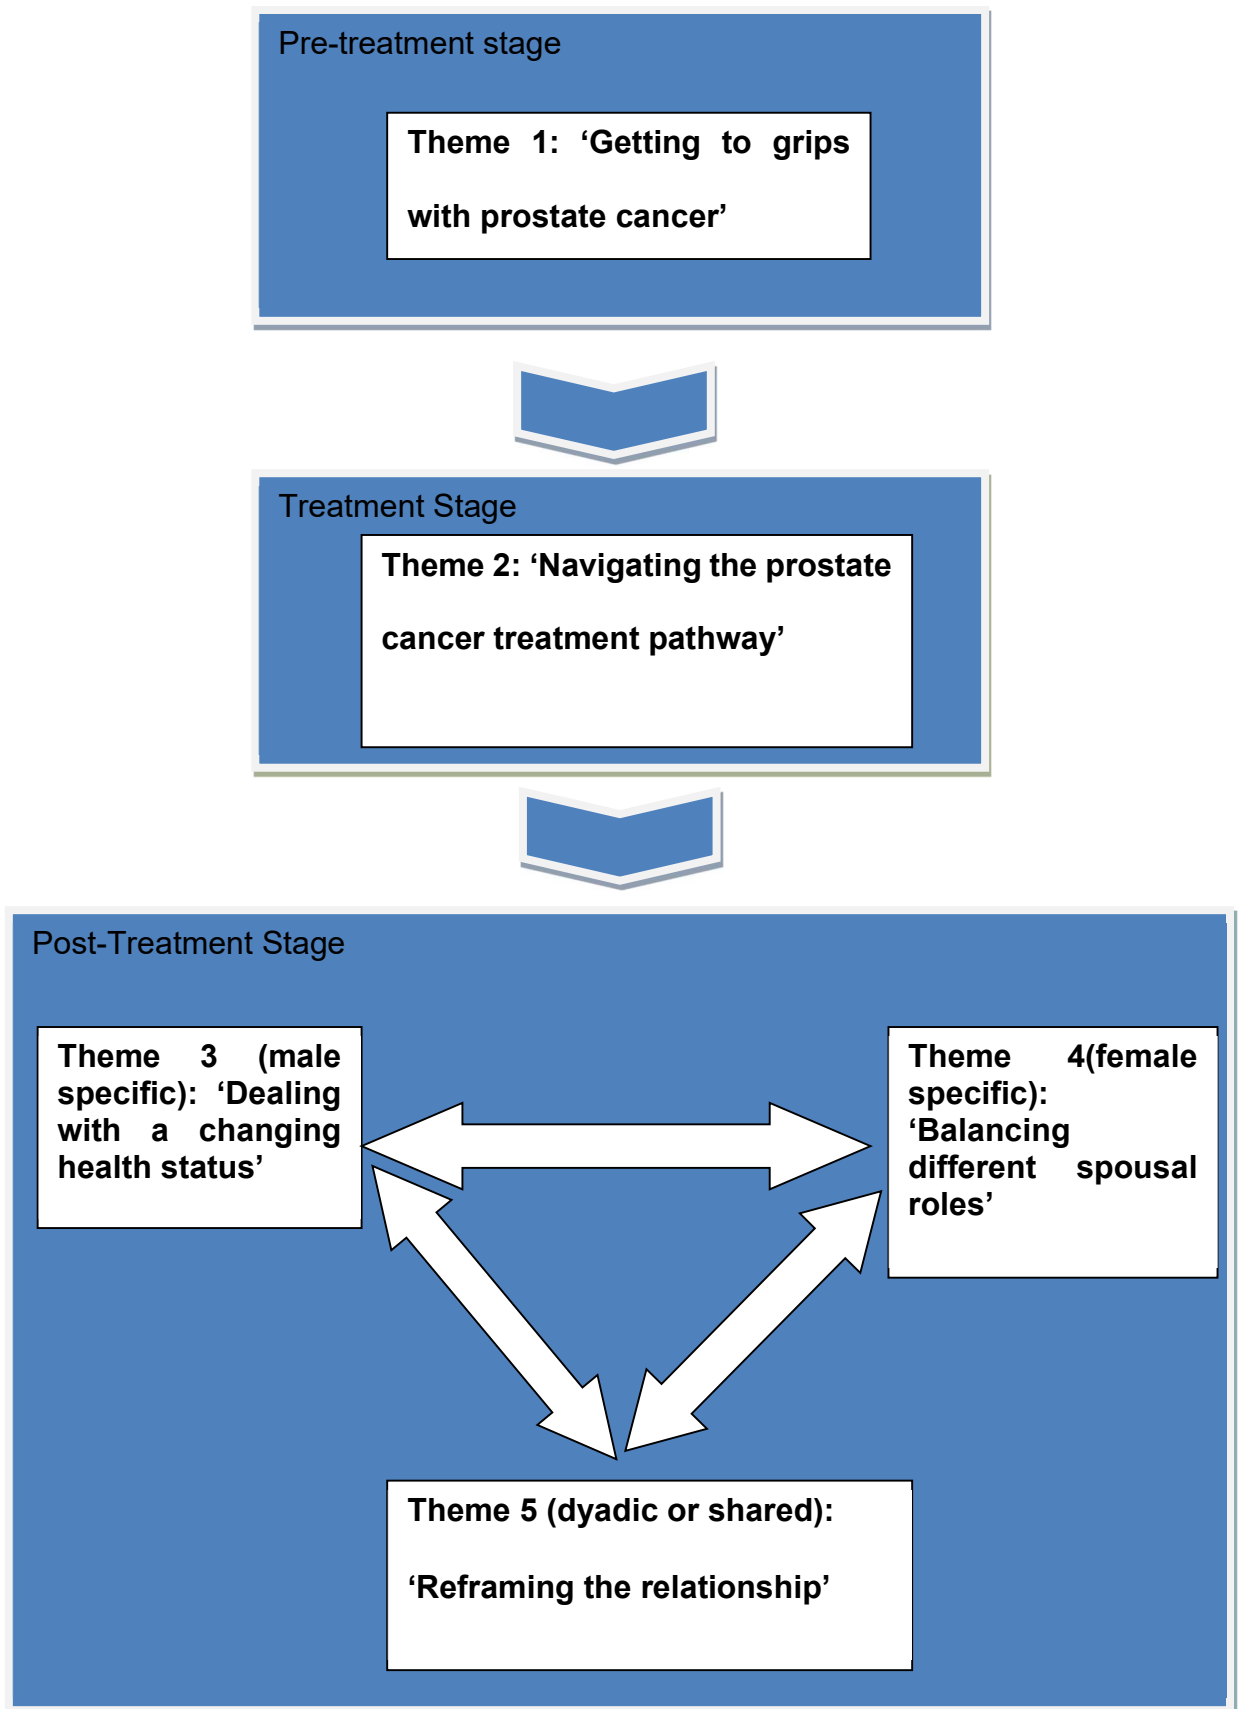 Pre-treatment stage
Theme 1: ‘Getting to grips
with prostate cancer’
Treatment Stage
Theme 2: ‘Navigating the prostate
cancer treatment pathway’
Post-Treatment Stage
Theme 3 (male
specific): ‘Dealing
with a changing
health status’
Theme 4(female
specific):
‘Balancing
different spousal
roles’
Theme 5 (dyadic or shared):
‘Reframing the relationship’